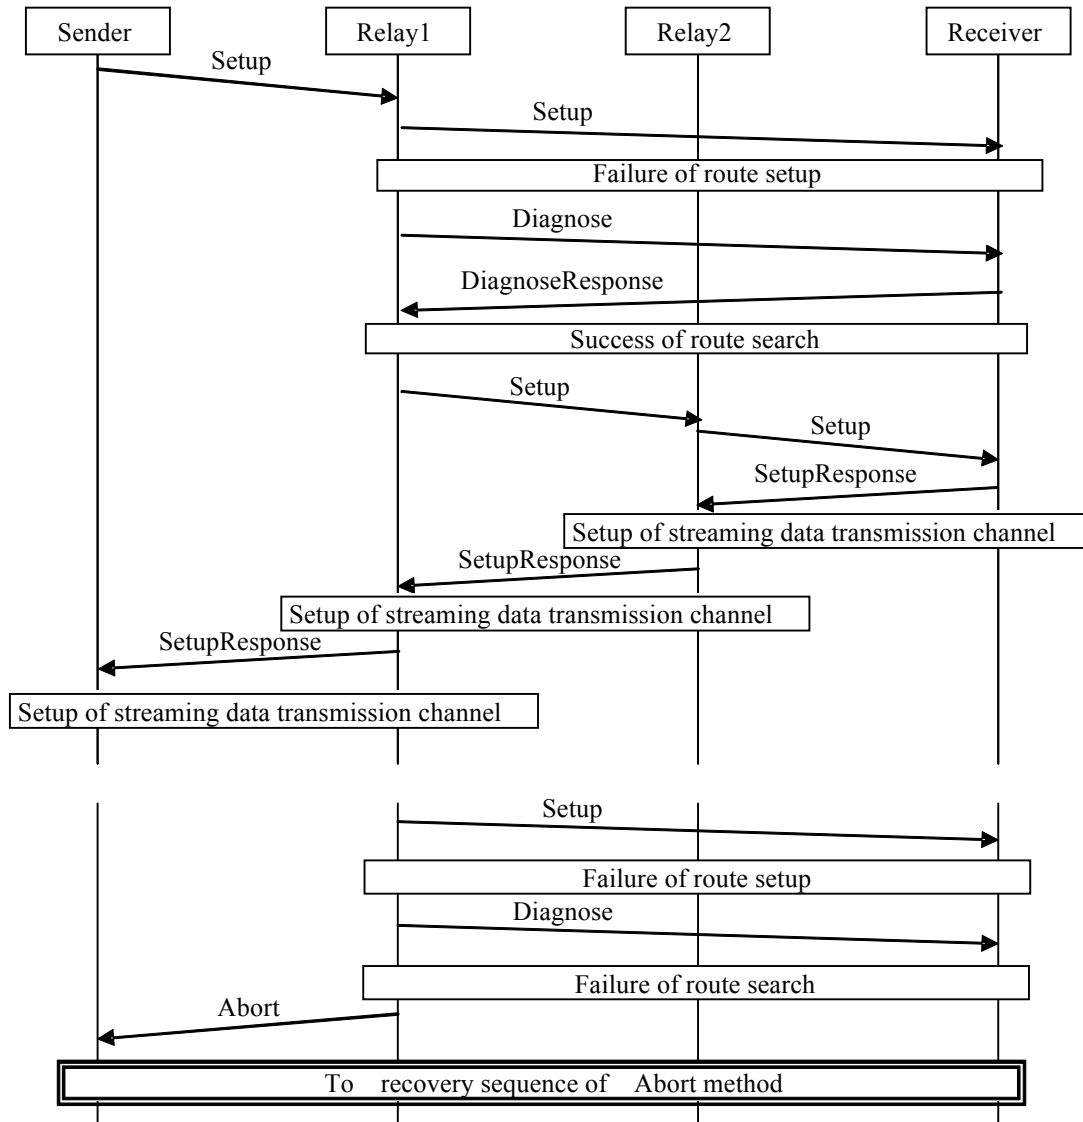 Sender Relay1 Relay2 Receiver
Setup
Setup
Failure of route setup
Diagnose
DiagnoseResponse
Success of route search
Setup
Setup
SetupResponse
Setup of streaming data transmission channel
SetupResponse
Setup of streaming data transmission channel
SetupResponse
Setup of streaming data transmission channel
Setup
Failure of route setup
Diagnose
Failure of route search
Abort
To recovery sequence of Abort method